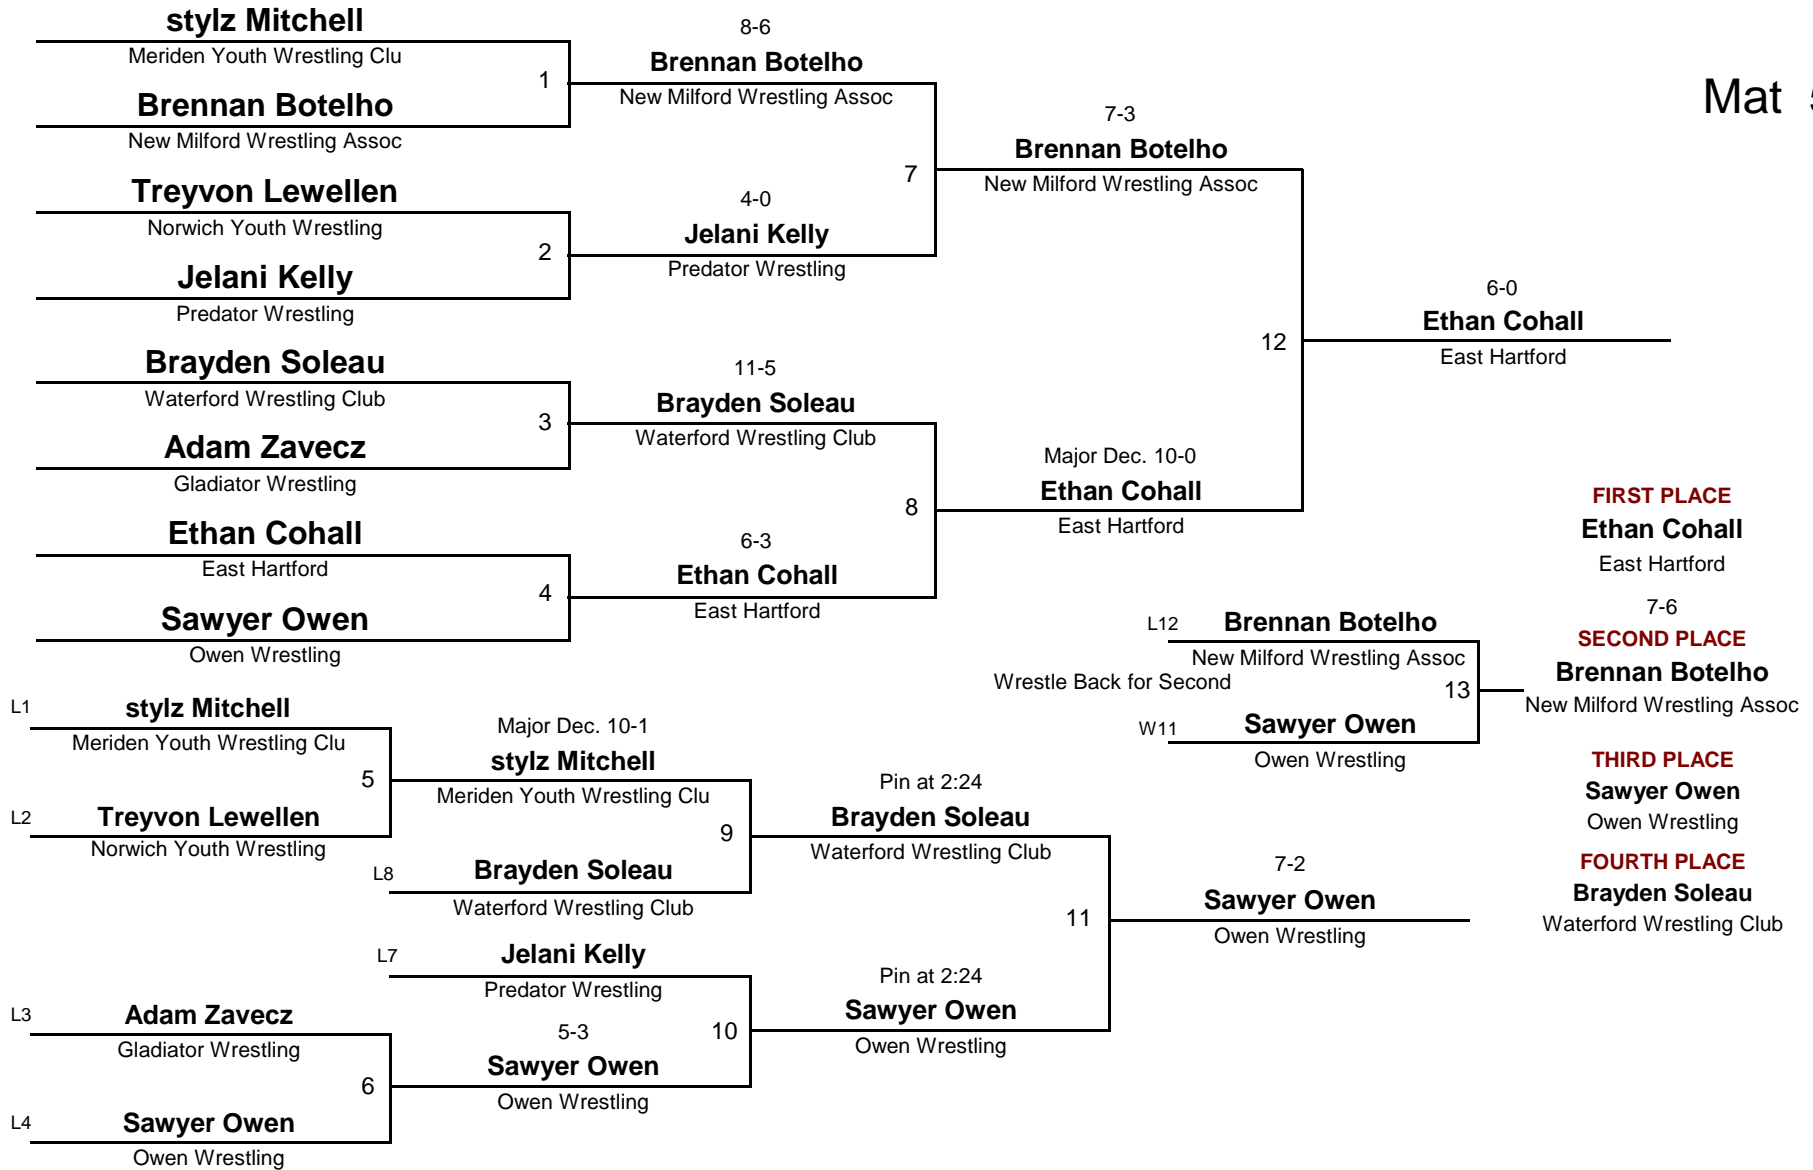 stylz Mitchell
Meriden Youth Wrestling Clu
1
Brennan Botelho
New Milford Wrestling Assoc
Treyvon Lewellen
Norwich Youth Wrestling
2
Jelani Kelly
Predator Wrestling
Brayden Soleau
Waterford Wrestling Club
3
Adam Zavecz
Gladiator Wrestling
Ethan Cohall
East Hartford
4
Sawyer Owen
Owen Wrestling
8-6
Brennan Botelho
New Milford Wrestling Assoc
7
4-0
Jelani Kelly
Predator Wrestling
11-5
Brayden Soleau
Waterford Wrestling Club
8
6-3
Ethan Cohall
East Hartford
7-3
Brennan Botelho
New Milford Wrestling Assoc
12
Major Dec. 10-0
Ethan Cohall
East Hartford
Mat 5
6-0
Ethan Cohall
East Hartford
FIRST PLACE
Ethan Cohall
East Hartford
L12 Brennan Botelho
New Milford Wrestling Assoc
Wrestle Back for Second
13
W11 Sawyer Owen
Owen Wrestling
7-6
SECOND PLACE
Brennan Botelho
New Milford Wrestling Assoc
THIRD PLACE
Sawyer Owen
Owen Wrestling
FOURTH PLACE
Brayden Soleau
Waterford Wrestling Club
L1 stylz Mitchell
Meriden Youth Wrestling Clu
5
L2 Treyvon Lewellen
Norwich Youth Wrestling
Major Dec. 10-1
stylz Mitchell
Meriden Youth Wrestling Clu
9
L8 Brayden Soleau
Waterford Wrestling Club
L7 Jelani Kelly
Predator Wrestling
10
5-3
Sawyer Owen
Owen Wrestling
L3 Adam Zavecz
Gladiator Wrestling
6
L4 Sawyer Owen
Owen Wrestling
Pin at 2:24
Brayden Soleau
Waterford Wrestling Club
11
Pin at 2:24
Sawyer Owen
Owen Wrestling
7-2
Sawyer Owen
Owen Wrestling